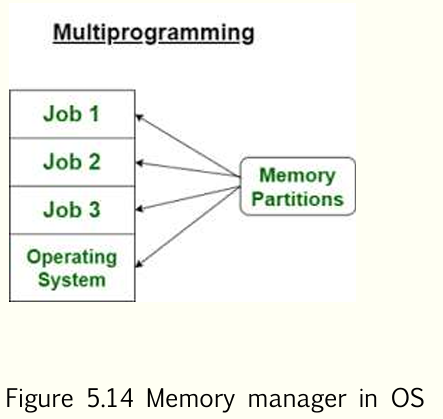 Multiprogramming
Job 1
Job 2
Job 3
Operating
System
Memory
Partitions
Figure 5.14 Memory manager in OS